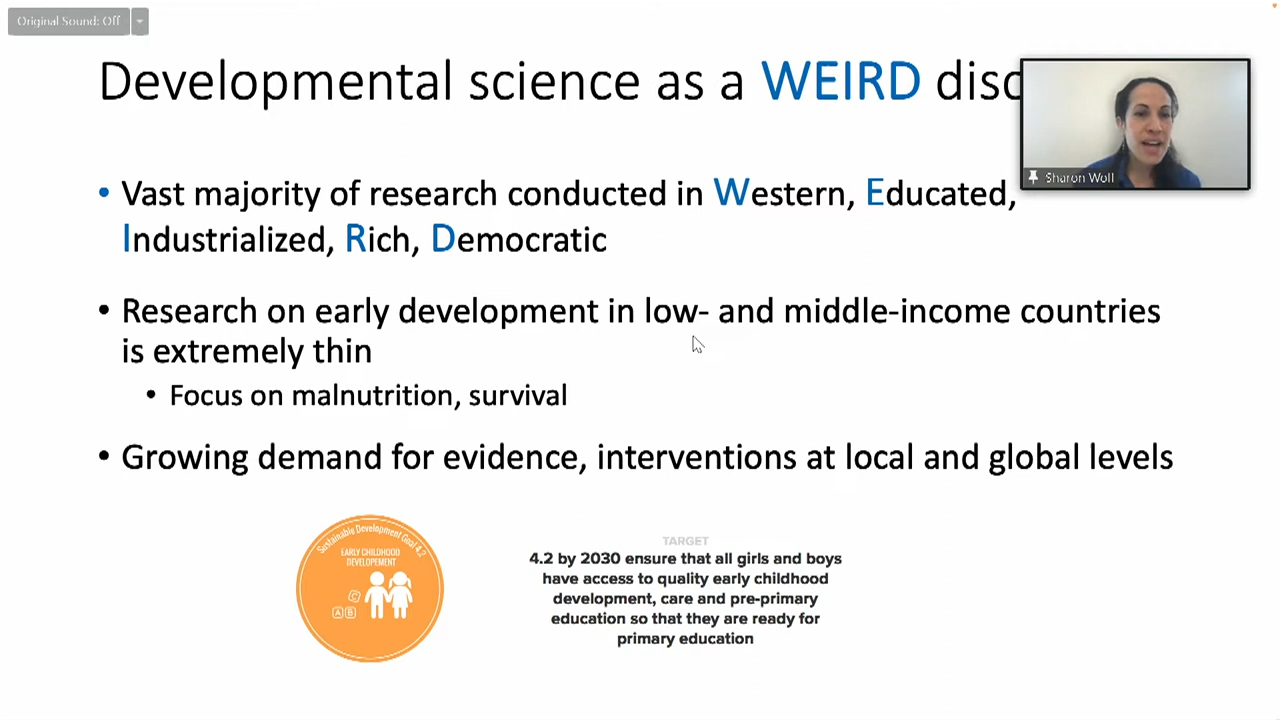 Original Sound: Off
Developmental science as a WEIRD disc
Sharon Woll
• Vast majority of research conducted in Western, Educated,
Industrialized, Rich, Democratic
• Research on early development in low- and middle-income countries
is extremely thin
• Focus on malnutrition, survival
• Growing demand for evidence, interventions at local and global levels
Sustainable Development Goal 4.2
EARLY CHILDHOOD
DEVELOPEMENT
C
A B
TARGET
4.2 by 2030 ensure that all girls and boys
have access to quality early childhood
development, care and pre-primary
education so that they are ready for
primary education